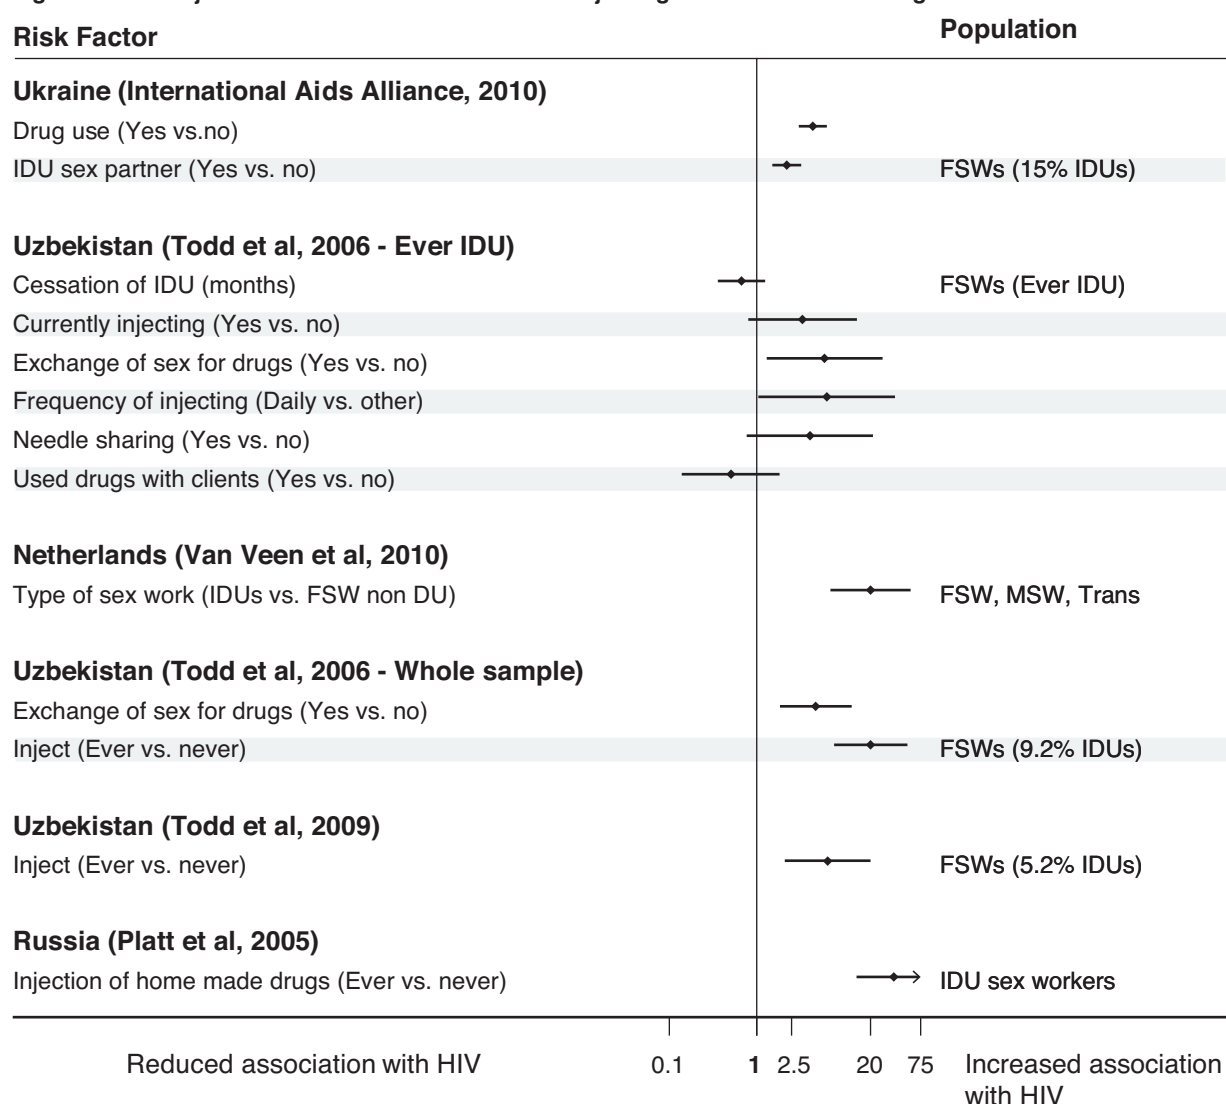 Risk Factor Population
Ukraine (International Aids Alliance, 2010)
Drug use (Yes vs.no)
IDU sex partner (Yes vs. no) FSWs (15% IDUs)
Uzbekistan (Todd et al, 2006 - Ever IDU)
Cessation of IDU (months) FSWs (Ever IDU)
Currently injecting (Yes vs. no)
Exchange of sex for drugs (Yes vs. no)
Frequency of injecting (Daily vs. other)
Needle sharing (Yes vs. no)
Used drugs with clients (Yes vs. no)
Netherlands (Van Veen et al, 2010)
Type of sex work (IDUs vs. FSW non DU) FSW, MSW, Trans
Uzbekistan (Todd et al, 2006 - Whole sample)
Exchange of sex for drugs (Yes vs. no)
Inject (Ever vs. never) FSWs (9.2% IDUs)
Uzbekistan (Todd et al, 2009)
Inject (Ever vs. never) FSWs (5.2% IDUs)
Russia (Platt et al, 2005)
Injection of home made drugs (Ever vs. never) IDU sex workers
Reduced association with HIV 0.1 1 2.5 20 75 Increased association
with HIV